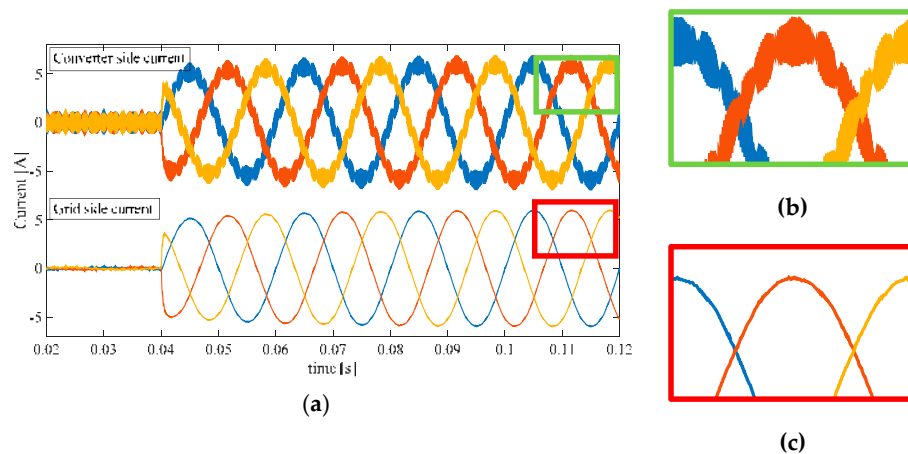 Converter side current
5
0
-5
Grid side current
5
0
-5
Current [A]
0.02 0.03 0.04 0.05 0.06 0.07 0.08 0.09 0.1 0.11 0.12
time [s]
(a)
(b)
(c)